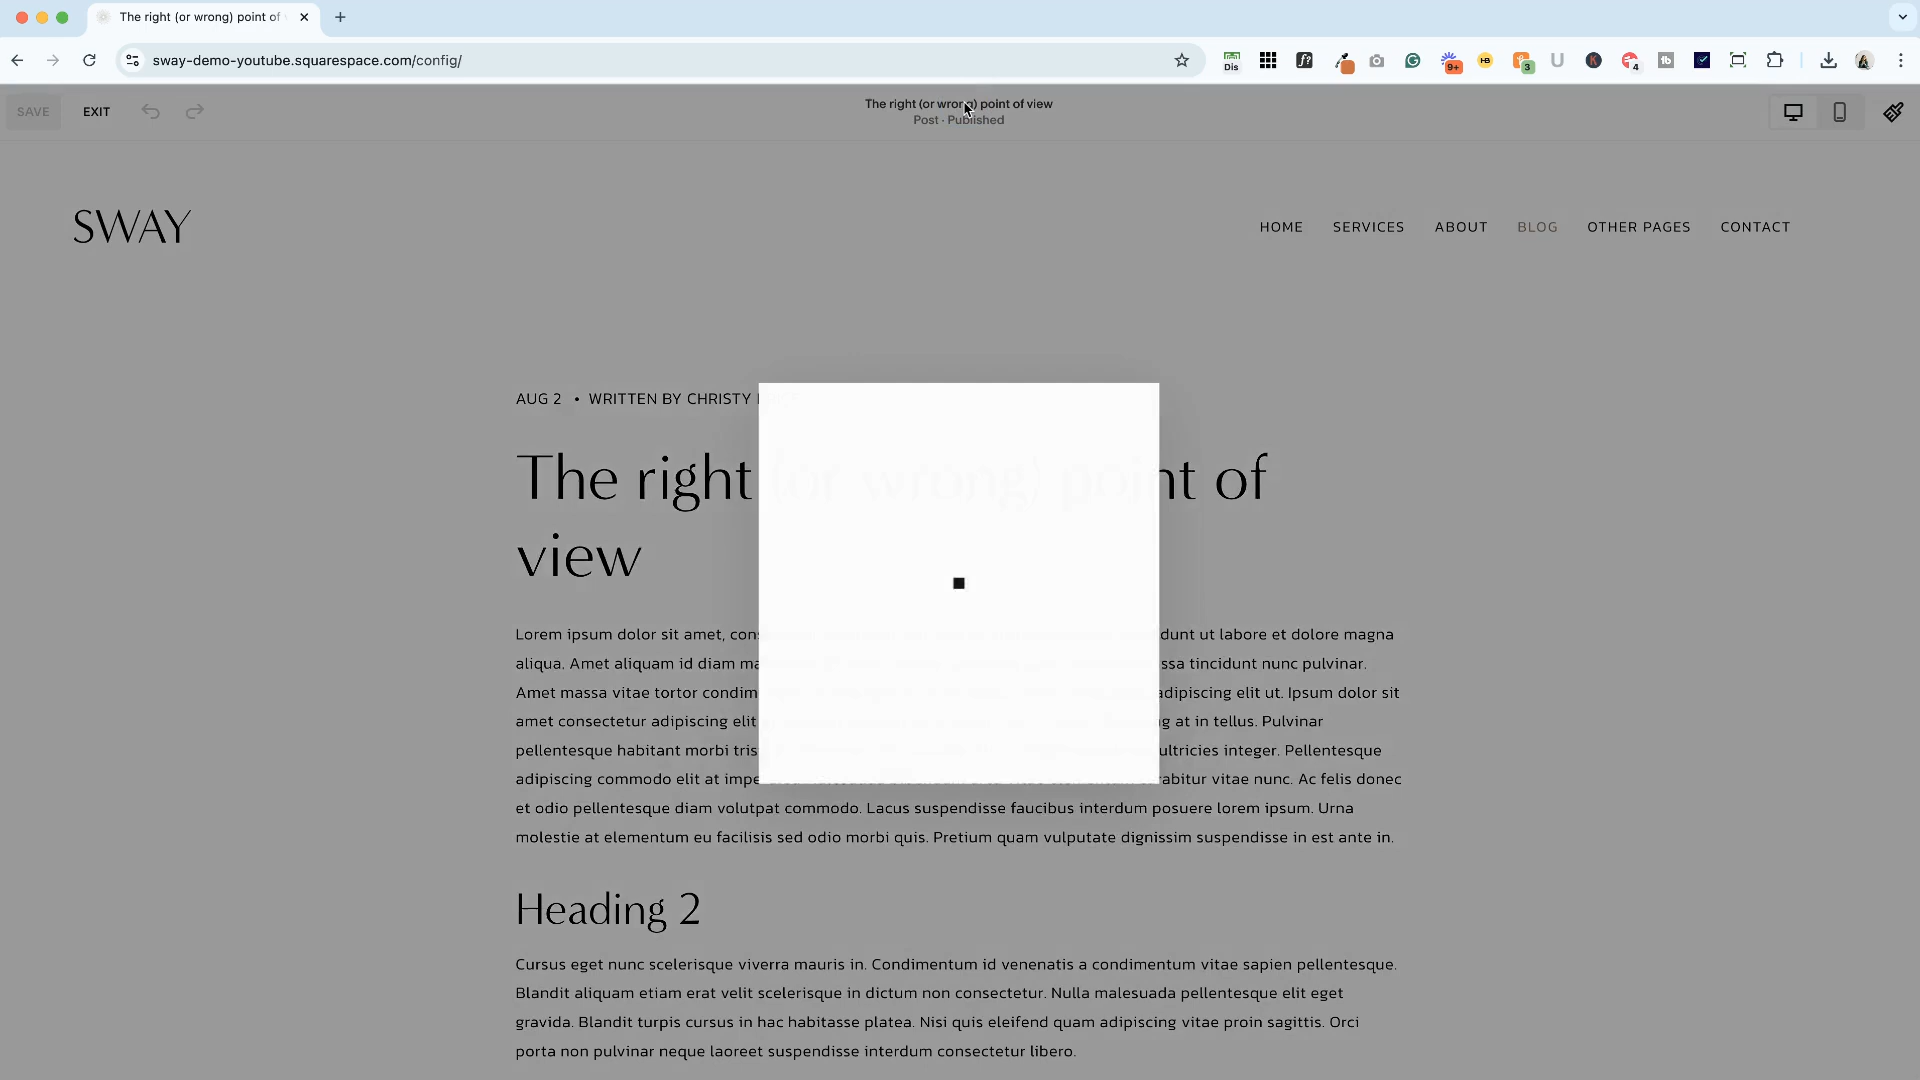 The right (or wrong) point of
sway-demo-youtube.squarespace.com/config/
Dis
f?
9+
HB
3
U
K
4
tb
SAVE EXIT
The right (or wrong) point of view
Post · Published
SWAY
HOME SERVICES ABOUT BLOG OTHER PAGES CONTACT
AUG 2 • WRITTEN BY CHRISTY
The right (or wrong) point of
view
Lorem ipsum dolor sit amet, dunt ut labore et dolore magna
aliqua. Amet aliquam id diam ssa tincidunt nunc pulvinar.
Amet massa vitae tortor adipiscing elit ut. Ipsum dolor sit
amet consectetur adipiscing elit at in tellus. Pulvinar
pellentesque habitant morbi ultricies integer. Pellentesque
adipiscing commodo elit at vitae nunc. Ac felis donec
et odio pellentesque diam volutpat commodo. Lacus suspendisse faucibus interdum posuere lorem ipsum. Urna
molestie at elementum eu facilisis sed odio morbi quis. Pretium quam vulputate dignissim suspendisse in est ante in.
Heading 2
Cursus eget nunc scelerisque viverra mauris in. Condimentum id venenatis a condimentum vitae sapien pellentesque.
Blandit aliquam etiam erat velit scelerisque in dictum non consectetur. Nulla malesuada pellentesque elit eget
gravida. Blandit turpis cursus in hac habitasse platea. Nisi quis eleifend quam adipiscing vitae proin sagittis. Orci
porta non pulvinar neque laoreet suspendisse interdum consectetur libero.